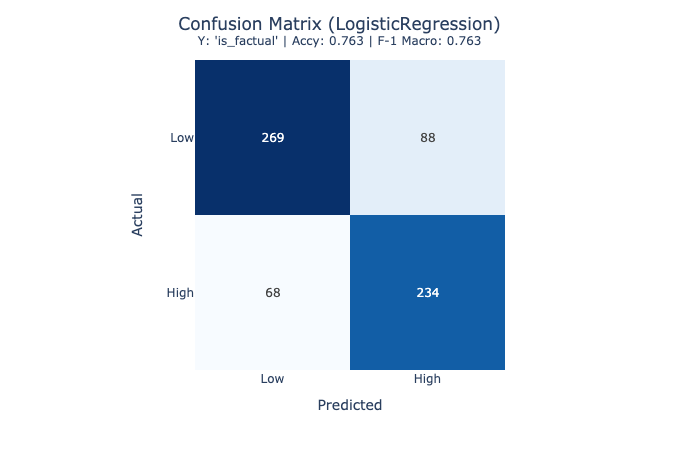 Confusion Matrix (LogisticRegression)
Y: 'is_factual' | Accy: 0.763 | F-1 Macro: 0.763
Low
269
88
Actual
High
68
234
Low
High
Predicted